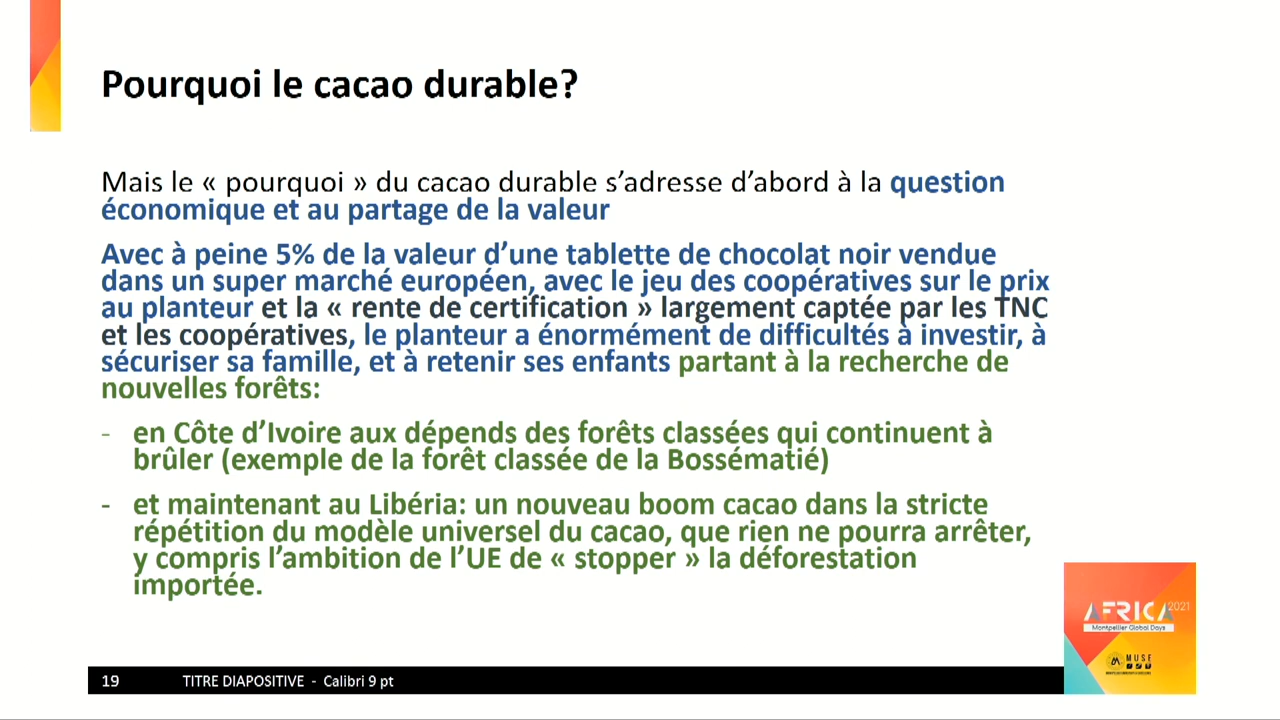 Pourquoi le cacao durable?
Mais le « pourquoi » du cacao durable s’adresse d’abord à la question
économique et au partage de la valeur
Avec à peine 5% de la valeur d’une tablette de chocolat noir vendue
dans un super marché européen, avec le jeu des coopératives sur le prix
au planteur et la « rente de certification » largement captée par les TNC
et les coopératives, le planteur a énormément de difficultés à investir, à
sécuriser sa famille, et à retenir ses enfants partant à la recherche de
nouvelles forêts:
- en Côte d’Ivoire aux dépends des forêts classées qui continuent à
brûler (exemple de la forêt classée de la Bossématié)
- et maintenant au Libéria: un nouveau boom cacao dans la stricte
répétition du modèle universel du cacao, que rien ne pourra arrêter,
y compris l’ambition de l’UE de « stopper » la déforestation
importée.
AFRICA 2021
Montpellier Global Days
MUSE
19 TITRE DIAPOSITIVE - Calibri 9 pt